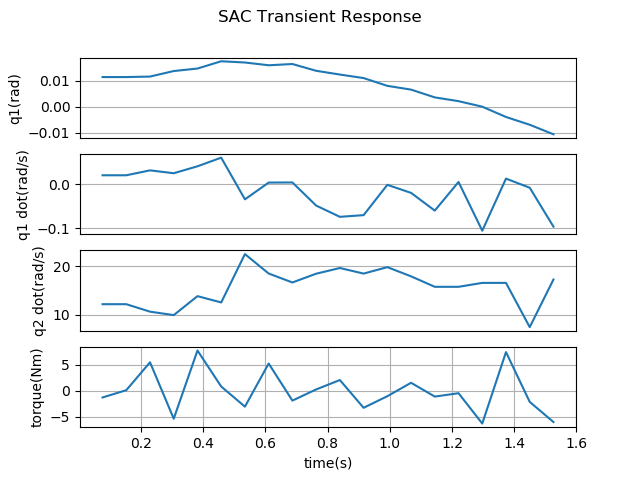 SAC Transient Response
q1(rad)
0.01
0.00
−0.01
q1 dot(rad/s)
0.0
−0.1
q2 dot(rad/s)
20
10
torque(Nm)
5
0
−5
0.2 0.4 0.6 0.8 1.0 1.2 1.4 1.6
time(s)